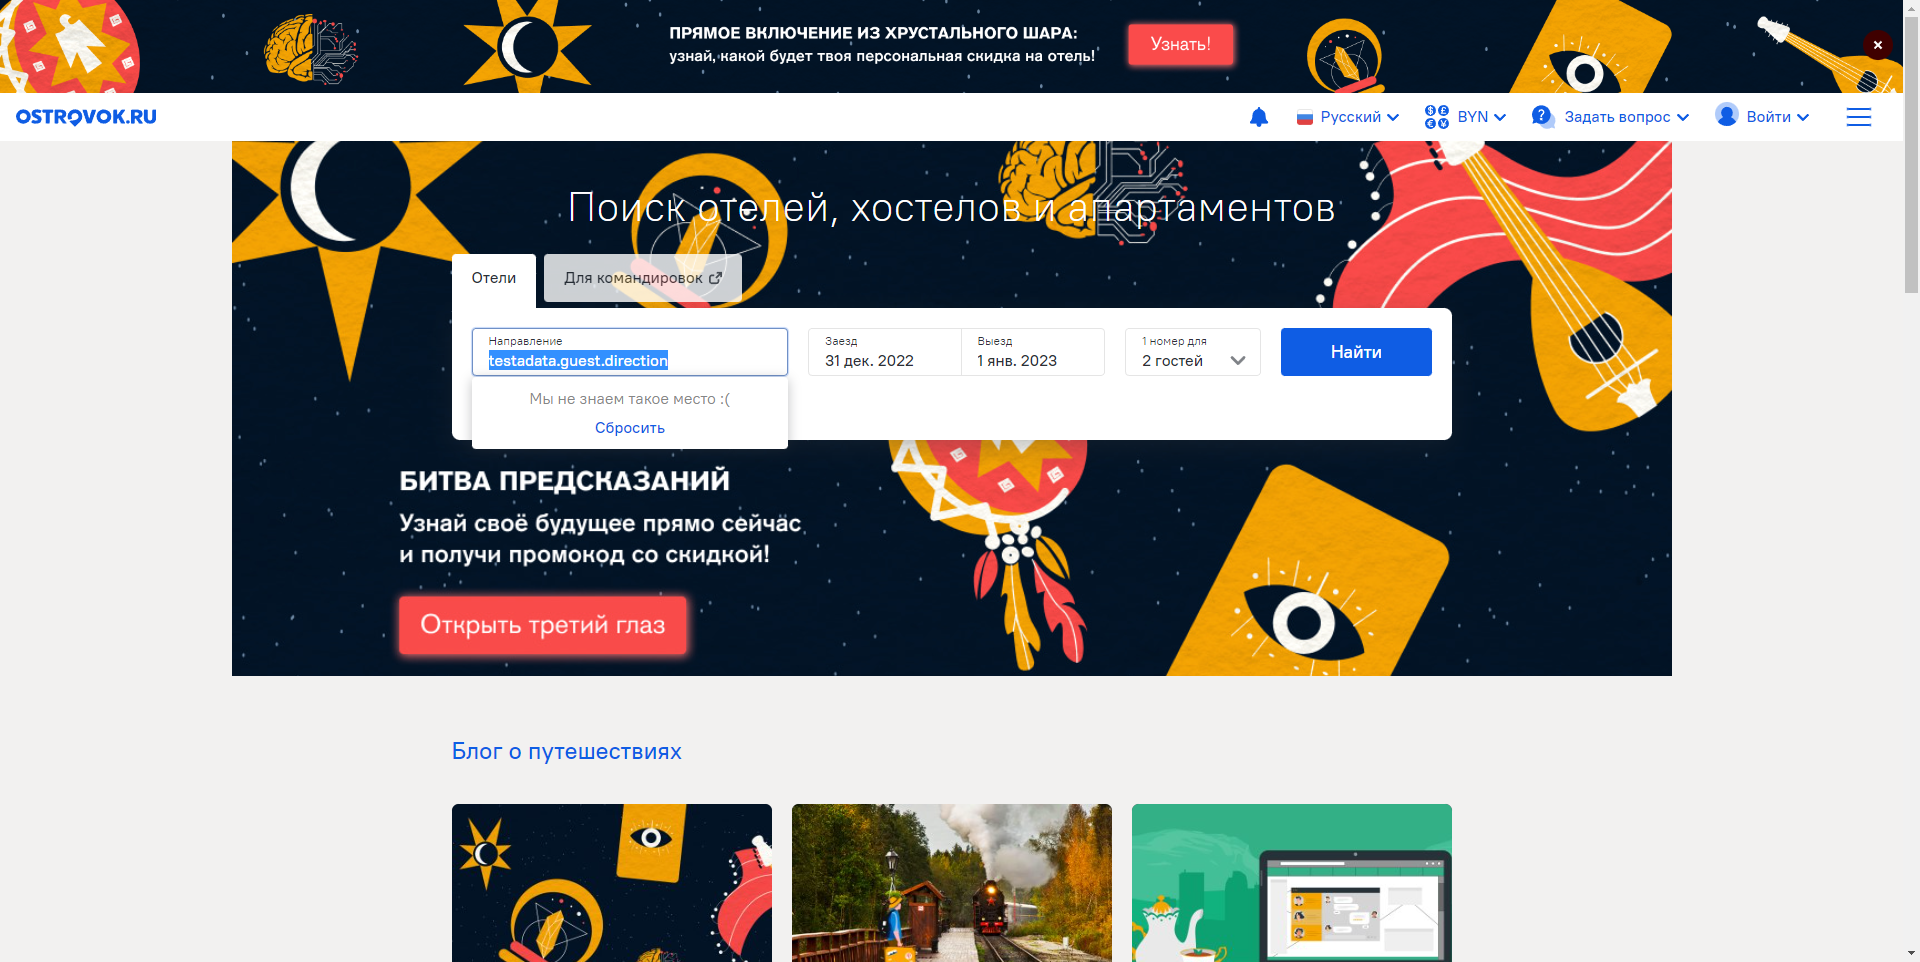 ПРЯМОЕ ВКЛЮЧЕНИЕ ИЗ ХРУСТАЛЬНОГО ШАРА:
узнай, какой будет твоя персональная скидка на отель!
Узнать!
OSTROVOK.RU
Русский
BYN
Задать вопрос
Войти
Поиск отелей, хостелов и апартаментов
Отели
Для командировок
Направление
testadata.guest.direction
Заезд
31 дек. 2022
Выезд
1 янв. 2023
1 номер для
2 гостей
Найти
Мы не знаем такое место :(
Сбросить
БИТВА ПРЕДСКАЗАНИЙ
Узнай своё будущее прямо сейчас
и получи промокод со скидкой!
Открыть третий глаз
Блог о путешествиях